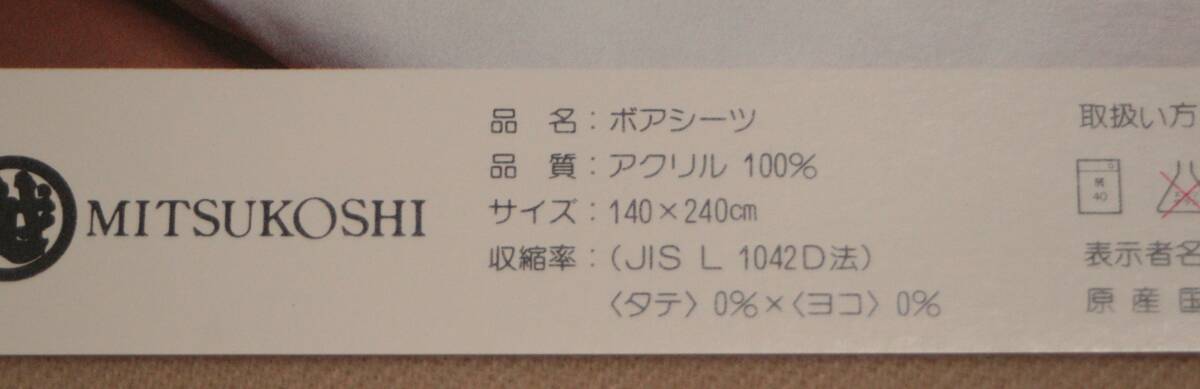 MITSUKOSHI
品 名：ボアシーツ
品 質：アクリル 100%
サイズ：140×240cm
収縮率：(JIS L 1042D法)
〈タテ〉0%×〈ヨコ〉0%
取扱い方
40
表示者名
原 産 国